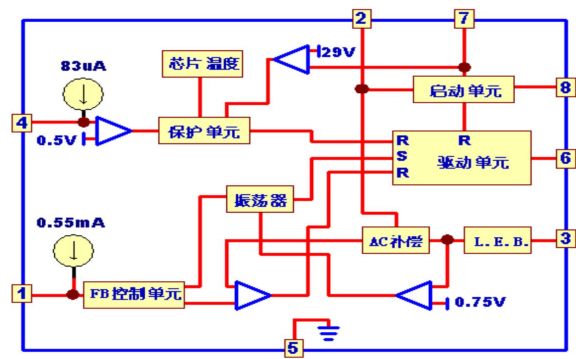 2
7
83uA
芯片 温度
29V
启动 单元
8
4
0.5V
保护 单元
R
R
S
驱动 单元
6
R
振荡器
0.55mA
AC补偿
L. E. B.
3
1
FB 控制 单元
0.75V
5